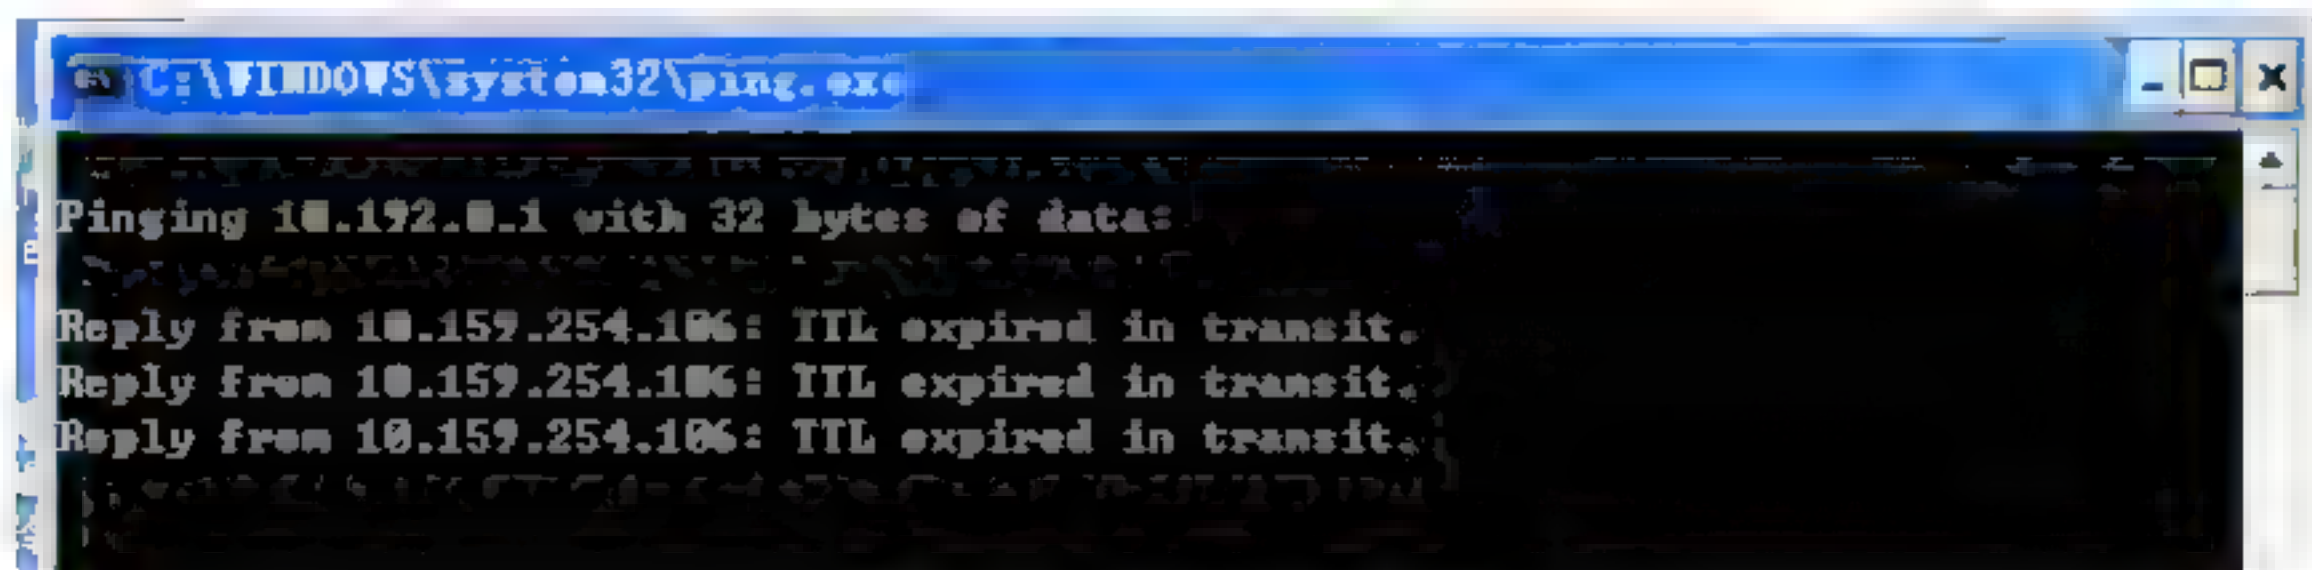 C:\WINDOWS\system32\ping.exe
Pinging 10.192.0.1 with 32 bytes of data:
Reply from 10.159.254.106: TTL expired in transit.
Reply from 10.159.254.106: TTL expired in transit.
Reply from 10.159.254.106: TTL expired in transit.